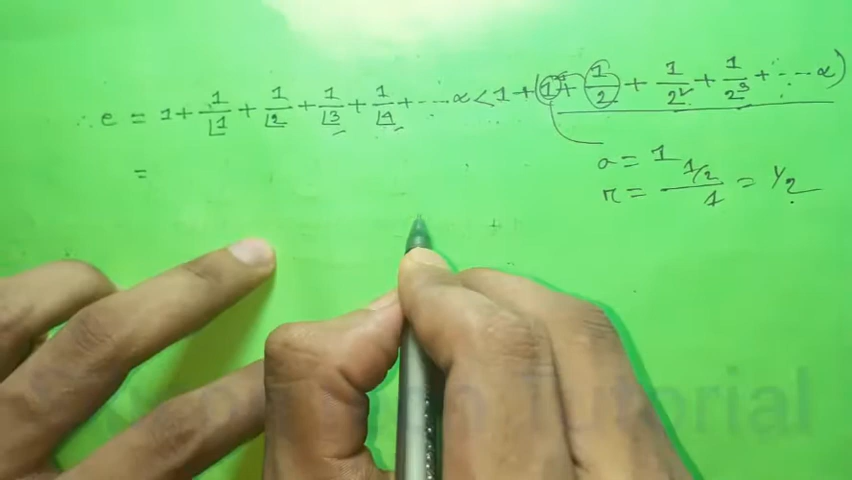 ∴ e = 1 + 1/⌊1 + 1/⌊2 + 1/⌊3 + 1/⌊4 + ... α < 1 + (1 + 1/2 + 1/2² + 1/2³ + ... α)
=
a = 1
r = (1/2)/1 = 1/2
Tutorial